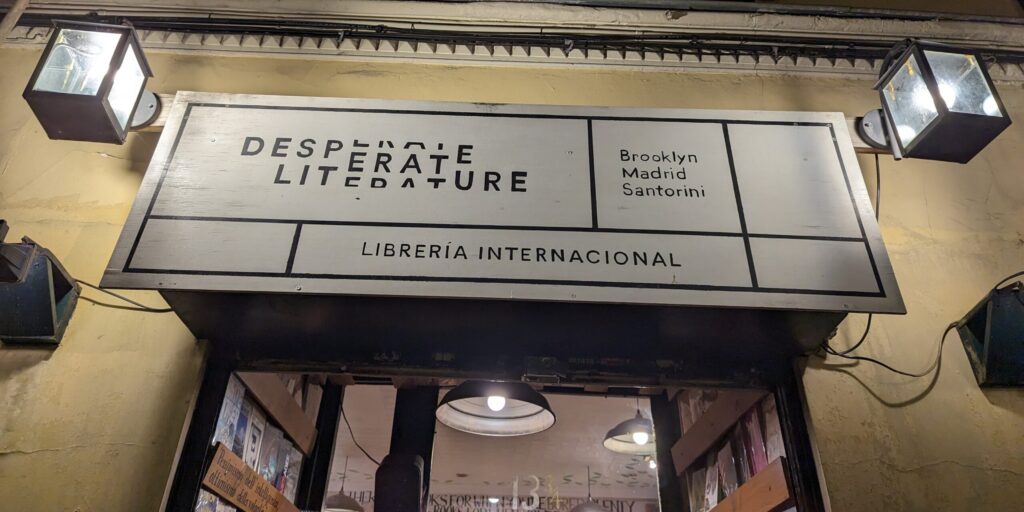 DESPERATE
LITERATURE
Brooklyn
Madrid
Santorini
LIBRERÍA INTERNACIONAL